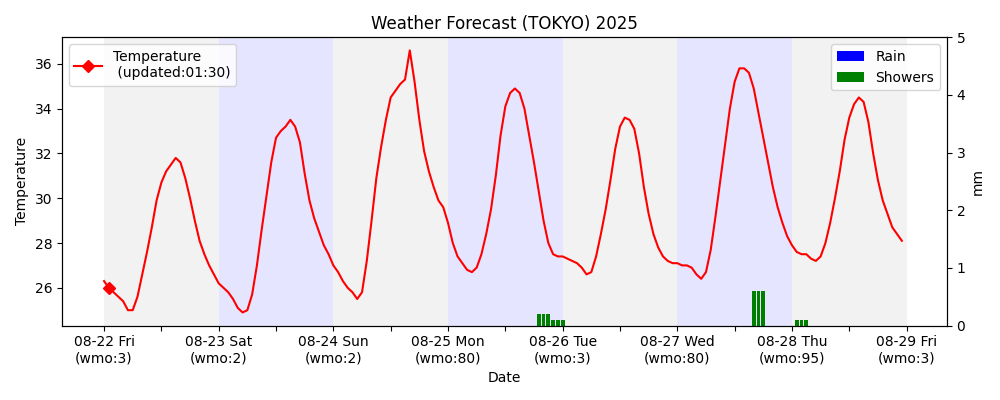 Weather Forecast (TOKYO) 2025
Temperature
(updated:01:30)
Rain
Showers
36
34
32
30
28
26
Temperature
5
4
3
2
1
0
mm
08-22 Fri
(wmo:3)
08-23 Sat
(wmo:2)
08-24 Sun
(wmo:2)
08-25 Mon
(wmo:80)
08-26 Tue
(wmo:3)
08-27 Wed
(wmo:80)
08-28 Thu
(wmo:95)
08-29 Fri
(wmo:3)
Date